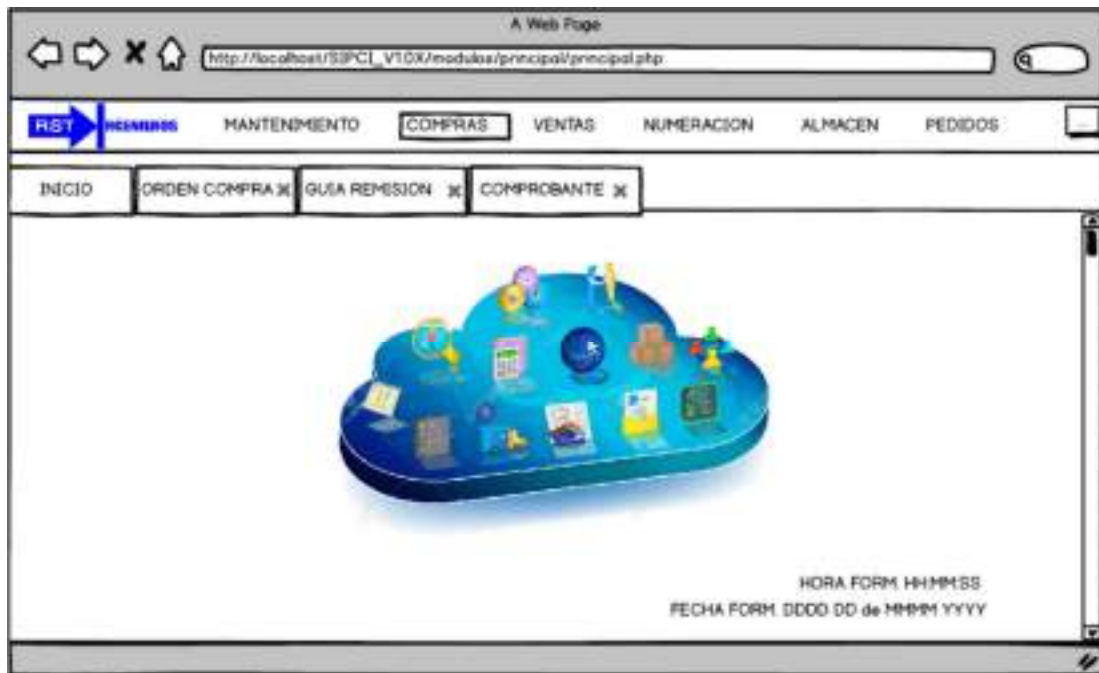 A Web Page
http://localhost/SIPCI_V1.0X/modulos/principal/principal.php
RST INGENIEROS MANTENIMIENTO COMPRAS VENTAS NUMERACION ALMACEN PEDIDOS ...
INICIO ORDEN COMPRA GUIA REMISION COMPROBANTE
HORA FORM. HH:MM:SS
FECHA FORM. DDDD DD de MMMM YYYY